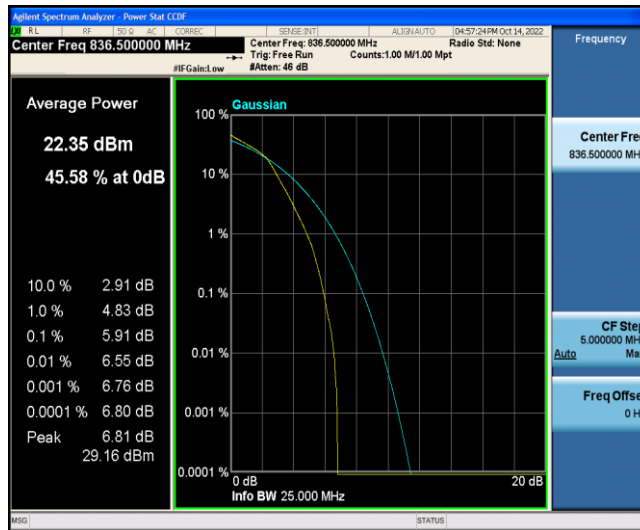 Agilent Spectrum Analyzer - Power Stat CCDF
RL RF 50 Ω AC CORREC SENSE:INT ALIGN AUTO 04:57:24 PM Oct 14, 2022
Center Freq 836.500000 MHz
Center Freq: 836.500000 MHz Radio Std: None
Trig: Free Run Counts:1.00 M/1.00 Mpt
#IFGain:Low #Atten: 46 dB
Frequency
Average Power
22.35 dBm
45.58 % at 0dB
10.0 % 2.91 dB
1.0 % 4.83 dB
0.1 % 5.91 dB
0.01 % 6.55 dB
0.001 % 6.76 dB
0.0001 % 6.80 dB
Peak 6.81 dB
29.16 dBm
Gaussian
100 %
10 %
1 %
0.1 %
0.01 %
0.001 %
0.0001 %
0 dB 20 dB
Info BW 25.000 MHz
Center Fre
836.500000 MH
CF Step
5.000000 MH
Auto Ma
Freq Offse
0 H
MSG STATUS